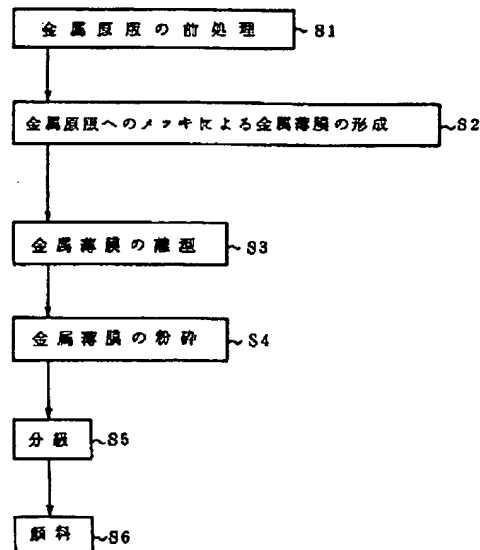 金属原版の前処理 S1
金属原版へのメッキによる金属薄膜の形成 S2
金属薄膜の離型 S3
金属薄膜の粉砕 S4
分級 S5
顔料 S6